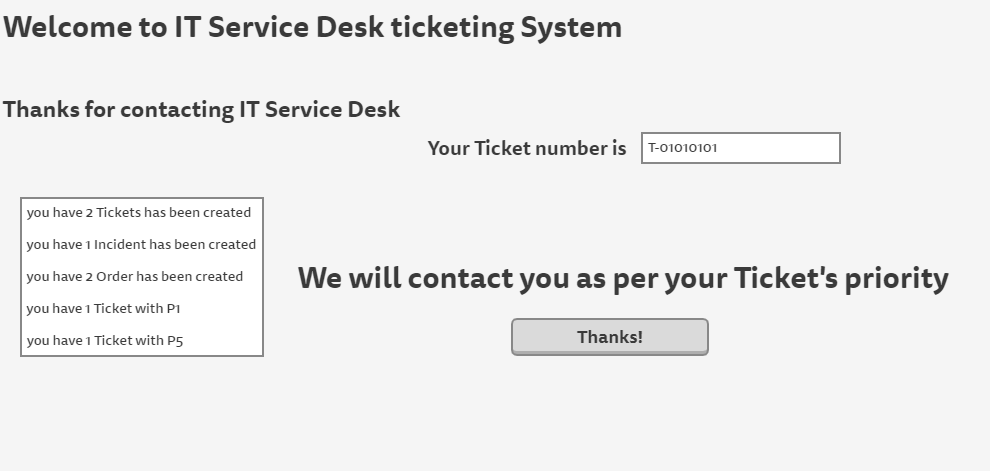 Welcome to IT Service Desk ticketing System
Thanks for contacting IT Service Desk
Your Ticket number is
T-01010101
you have 2 Tickets has been created
you have 1 Incident has been created
you have 2 Order has been created
you have 1 Ticket with P1
you have 1 Ticket with P5
We will contact you as per your Ticket's priority
Thanks!